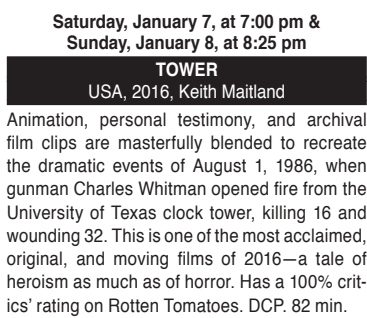 Saturday, January 7, at 7:00 pm &
Sunday, January 8, at 8:25 pm
TOWER
USA, 2016, Keith Maitland
Animation, personal testimony, and archival
film clips are masterfully blended to recreate
the dramatic events of August 1, 1986, when
gunman Charles Whitman opened fire from the
University of Texas clock tower, killing 16 and
wounding 32. This is one of the most acclaimed,
original, and moving films of 2016—a tale of
heroism as much as of horror. Has a 100% crit-
ics’ rating on Rotten Tomatoes. DCP. 82 min.